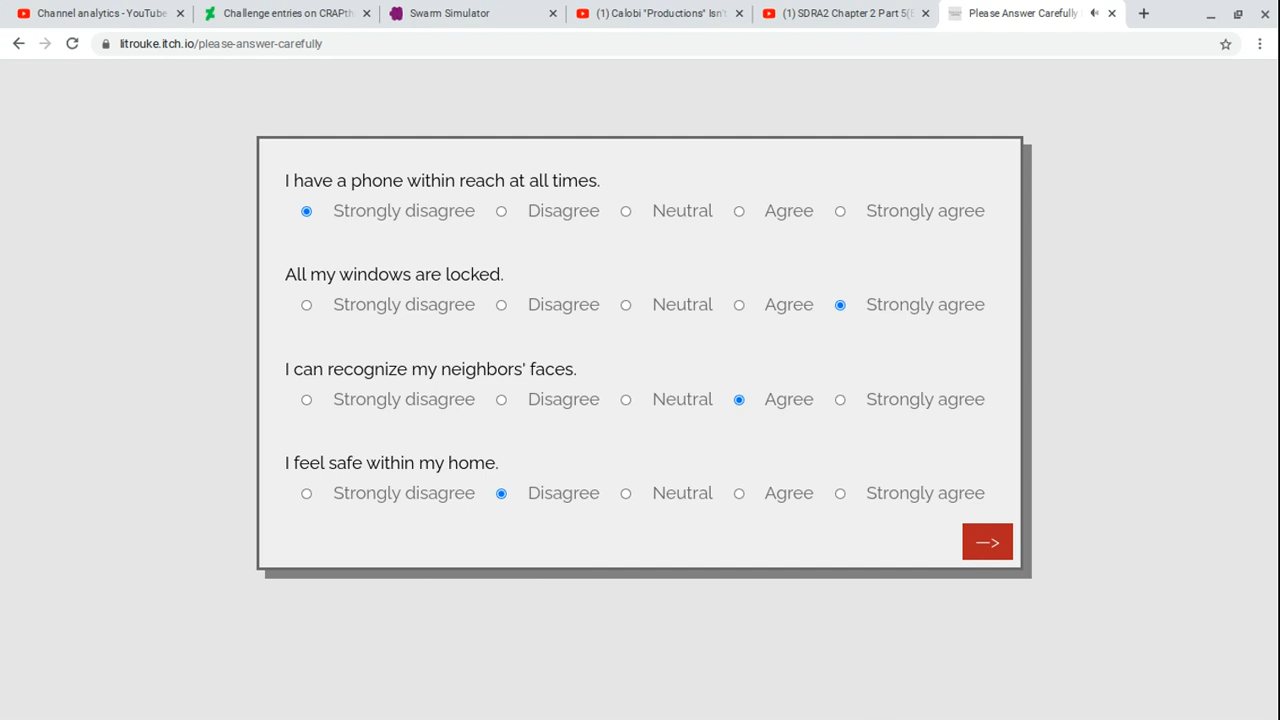 Channel analytics - YouTube
Challenge entries on CRAPth
Swarm Simulator
(1) Calobi "Productions" Isn'
(1) SDRA2 Chapter 2 Part 5(
Please Answer Carefully
litrouke.itch.io/please-answer-carefully
I have a phone within reach at all times.
Strongly disagree Disagree Neutral Agree Strongly agree
All my windows are locked.
Strongly disagree Disagree Neutral Agree Strongly agree
I can recognize my neighbors' faces.
Strongly disagree Disagree Neutral Agree Strongly agree
I feel safe within my home.
Strongly disagree Disagree Neutral Agree Strongly agree
—>